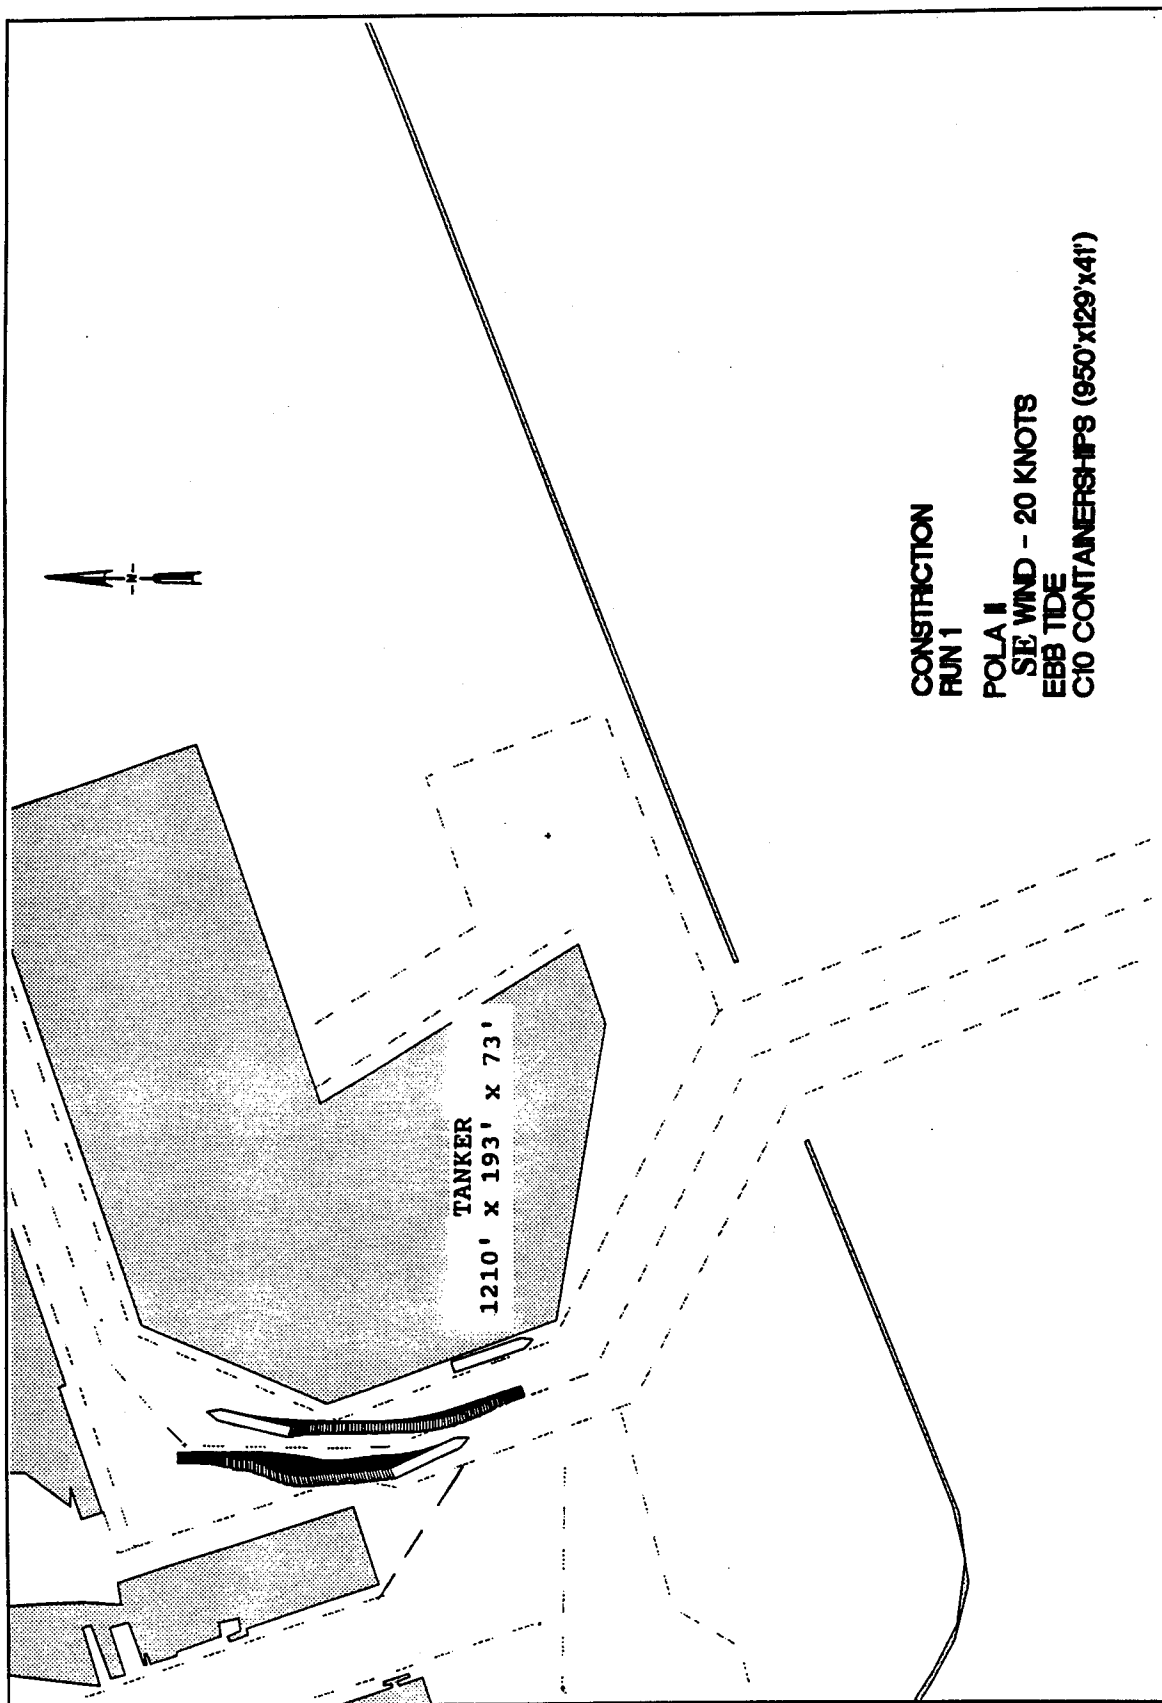 -N-
TANKER
1210' x 193' x 73'
CONSTRICTION
RUN 1
POLA II
SE WIND - 20 KNOTS
EBB TIDE
C10 CONTAINERSHIPS (950'x129'x41')